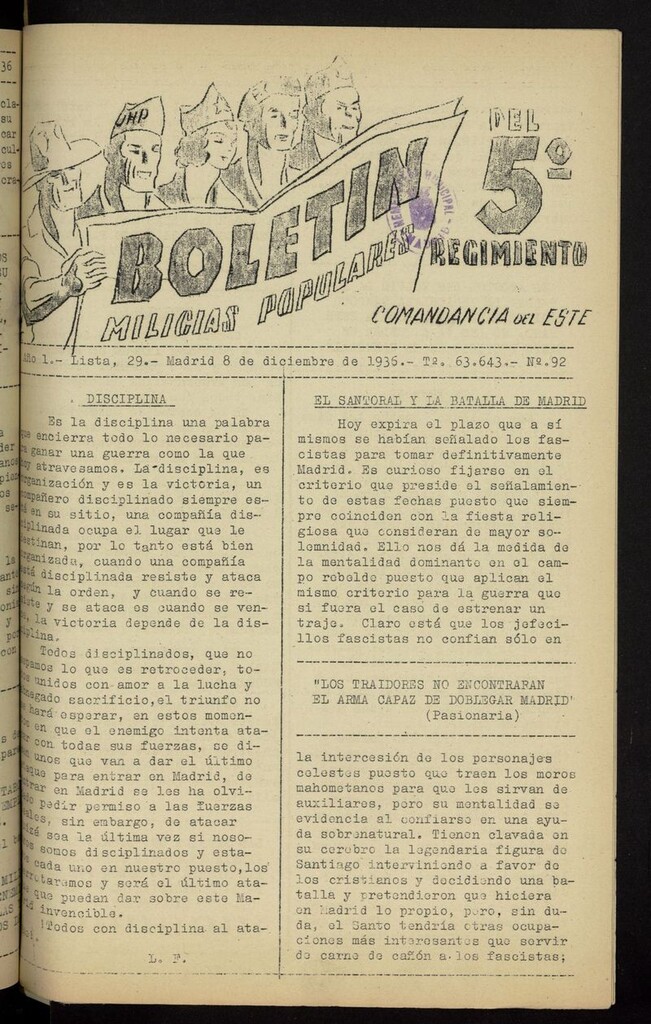 UHP
BOLETIN
MILICIAS POPULARES
DEL
5º
REGIMIENTO
COMANDANCIA DEL ESTE
Año 1.- Lista, 29.- Madrid 8 de diciembre de 1936.- Tº. 63.643.- Nº.92
DISCIPLINA
Es la disciplina una palabra
que encierra todo lo necesario pa-
ra ganar una guerra como la que
hoy atravesamos. La disciplina, es
organización y es la victoria, un
compañero disciplinado siempre es-
tá en su sitio, una compañía dis-
ciplinada ocupa el lugar que le
destinan, por lo tanto está bien
organizada, cuando una compañía
está disciplinada resiste y ataca
según la orden, y cuando se re-
siste y se ataca es cuando se ven-
ce, la victoria depende de la dis-
ciplina.
Todos disciplinados, que no
sepamos lo que es retroceder, to-
dos unidos con amor a la lucha y
abnegado sacrificio, el triunfo no
se hará esperar, en estos momen-
tos en que el enemigo intenta ata-
car con todas sus fuerzas, se di-
unos que van a dar el último
ataque para entrar en Madrid, de
entrar en Madrid se les ha olvi-
dado pedir permiso a las fuerzas
leales, sin embargo, de atacar
quizá sea la última vez si noso-
tros somos disciplinados y esta-
mos cada uno en nuestro puesto, los
derrotaremos y será el último ata-
que que puedan dar sobre este Ma-
drid invencible.
¡Todos con disciplina al ata-
L. F.
EL SANTORAL Y LA BATALLA DE MADRID
Hoy expira el plazo que a sí
mismos se habían señalado los fas-
cistas para tomar definitivamente
Madrid. Es curioso fijarse en el
criterio que preside el señalamien-
to de estas fechas puesto que siem-
pre coinciden con la fiesta reli-
giosa que consideran de mayor so-
lemnidad. Ello nos dá la medida de
la mentalidad dominante en el cam-
po rebelde puesto que aplican el
mismo criterio para la guerra que
si fuera el caso de estrenar un
traje. Claro está que los jefeci-
llos fascistas no confian sólo en
"LOS TRAIDORES NO ENCONTRARAN
EL ARMA CAPAZ DE DOBLEGAR MADRID"
(Pasionaria)
la intercesión de los personajes
celestes puesto que traen los moros
mahometanos para que les sirvan de
auxiliares, pero su mentalidad se
evidencia al confiarse en una ayu-
da sobrenatural. Tienen clavada en
su cerebro la legendaria figura de
Santiago interviniendo a favor de
los cristianos y decidiendo una ba-
talla y pretendieron que hiciera
en Madrid lo propio, pero, sin du-
da, el Santo tendría otras ocupa-
ciones más interesantes que servir
de carne de cañón a los fascistas;